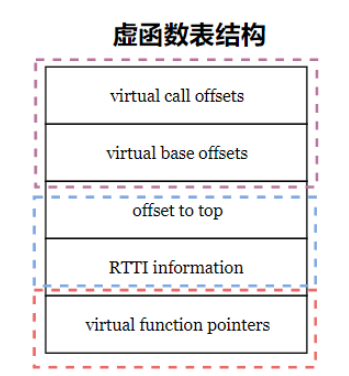 虚函数表结构
virtual call offsets
virtual base offsets
offset to top
RTTI information
virtual function pointers